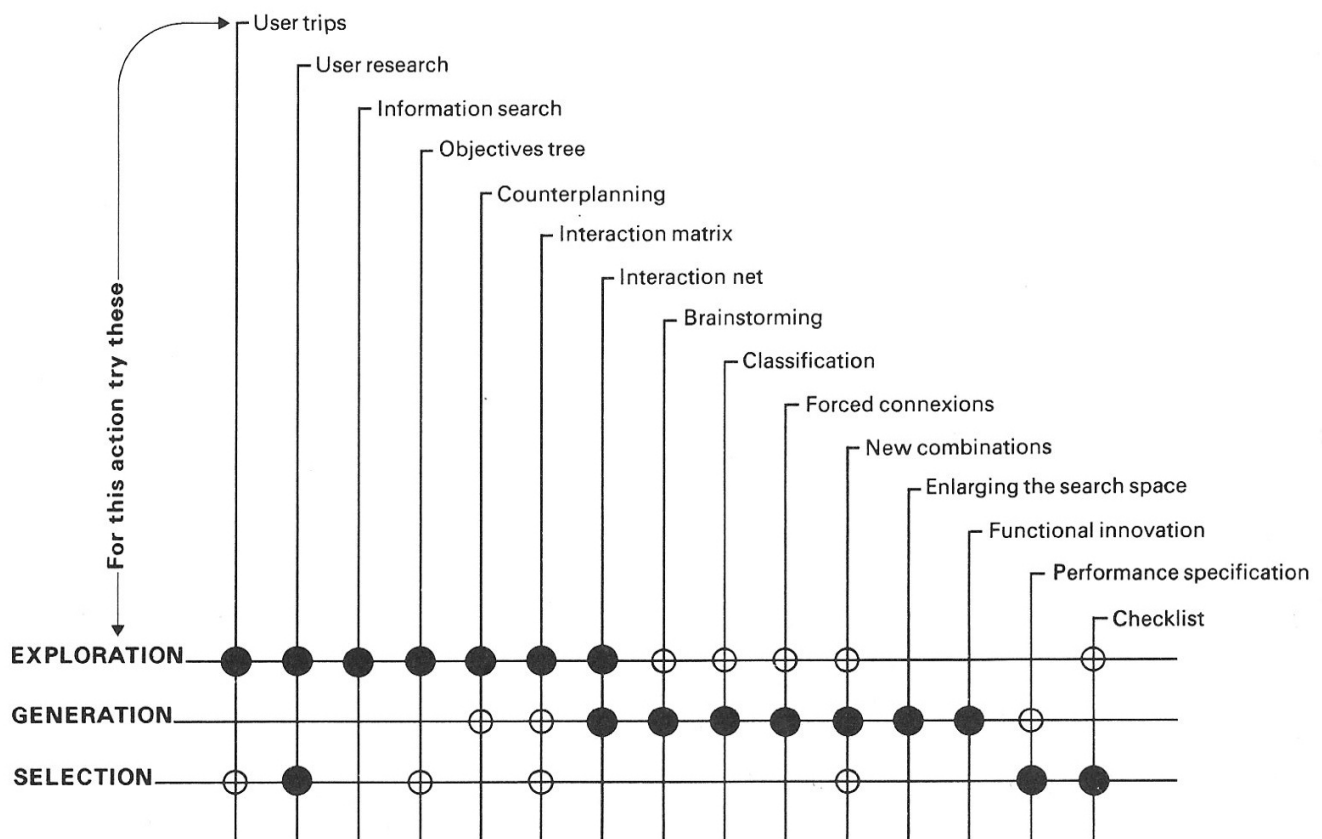 User trips
User research
Information search
Objectives tree
Counterplanning
Interaction matrix
Interaction net
Brainstorming
Classification
Forced connexions
New combinations
Enlarging the search space
Functional innovation
Performance specification
Checklist
For this action try these
EXPLORATION
GENERATION
SELECTION